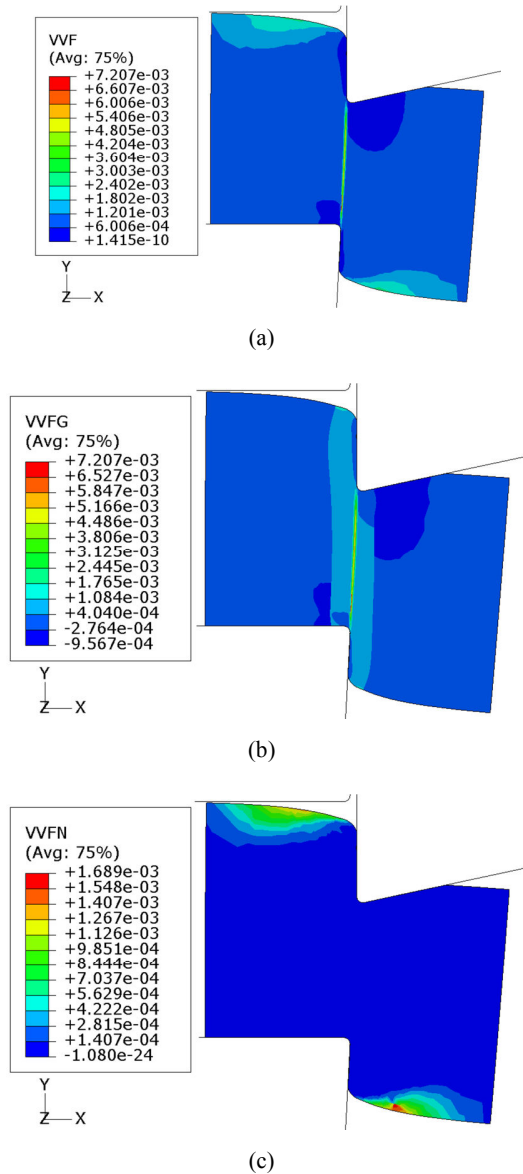 VVF
(Avg: 75%)
+7.207e-03
+6.607e-03
+6.006e-03
+5.406e-03
+4.805e-03
+4.204e-03
+3.604e-03
+3.003e-03
+2.402e-03
+1.802e-03
+1.201e-03
+6.006e-04
+1.415e-10
Y
Z X
(a)
VVFG
(Avg: 75%)
+7.207e-03
+6.527e-03
+5.847e-03
+5.166e-03
+4.486e-03
+3.806e-03
+3.125e-03
+2.445e-03
+1.765e-03
+1.084e-03
+4.040e-04
-2.764e-04
-9.567e-04
Y
Z X
(b)
VVFN
(Avg: 75%)
+1.689e-03
+1.548e-03
+1.407e-03
+1.267e-03
+1.126e-03
+9.851e-04
+8.444e-04
+7.037e-04
+5.629e-04
+4.222e-04
+2.815e-04
+1.407e-04
-1.080e-24
Y
Z X
(c)